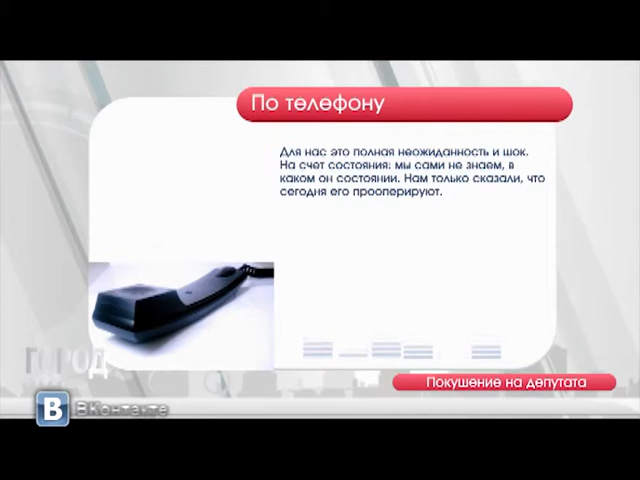 По телефону
Для нас это полная неожиданность и шок.
На счет состояния: мы сами не знаем, в
каком он состоянии. Нам только сказали, что
сегодня его прооперируют.
ГОРОД
Покушение на депутата
В ВКонтакте